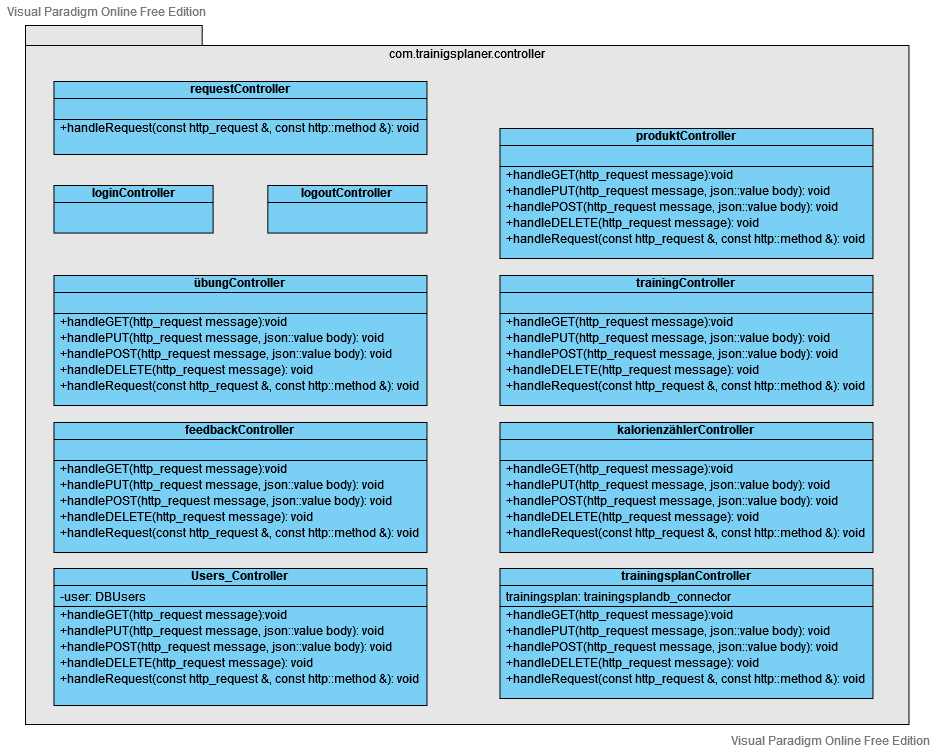 Visual Paradigm Online Free Edition
com.trainigsplaner.controller
requestController
+handleRequest(const http_request &, const http::method &): void
loginController
logoutController
produktController
+handleGET(http_request message):void
+handlePUT(http_request message, json::value body): void
+handlePOST(http_request message, json::value body): void
+handleDELETE(http_request message): void
+handleRequest(const http_request &, const http::method &): void
übungController
+handleGET(http_request message):void
+handlePUT(http_request message, json::value body): void
+handlePOST(http_request message, json::value body): void
+handleDELETE(http_request message): void
+handleRequest(const http_request &, const http::method &): void
trainingController
+handleGET(http_request message):void
+handlePUT(http_request message, json::value body): void
+handlePOST(http_request message, json::value body): void
+handleDELETE(http_request message): void
+handleRequest(const http_request &, const http::method &): void
feedbackController
+handleGET(http_request message):void
+handlePUT(http_request message, json::value body): void
+handlePOST(http_request message, json::value body): void
+handleDELETE(http_request message): void
+handleRequest(const http_request &, const http::method &): void
kalorienzählerController
+handleGET(http_request message):void
+handlePUT(http_request message, json::value body): void
+handlePOST(http_request message, json::value body): void
+handleDELETE(http_request message): void
+handleRequest(const http_request &, const http::method &): void
Users_Controller
-user: DBUsers
+handleGET(http_request message):void
+handlePUT(http_request message, json::value body): void
+handlePOST(http_request message, json::value body): void
+handleDELETE(http_request message): void
+handleRequest(const http_request &, const http::method &): void
trainingsplanController
trainingsplan: trainingsplandb_connector
+handleGET(http_request message):void
+handlePUT(http_request message, json::value body): void
+handlePOST(http_request message, json::value body): void
+handleDELETE(http_request message): void
+handleRequest(const http_request &, const http::method &): void
Visual Paradigm Online Free Edition